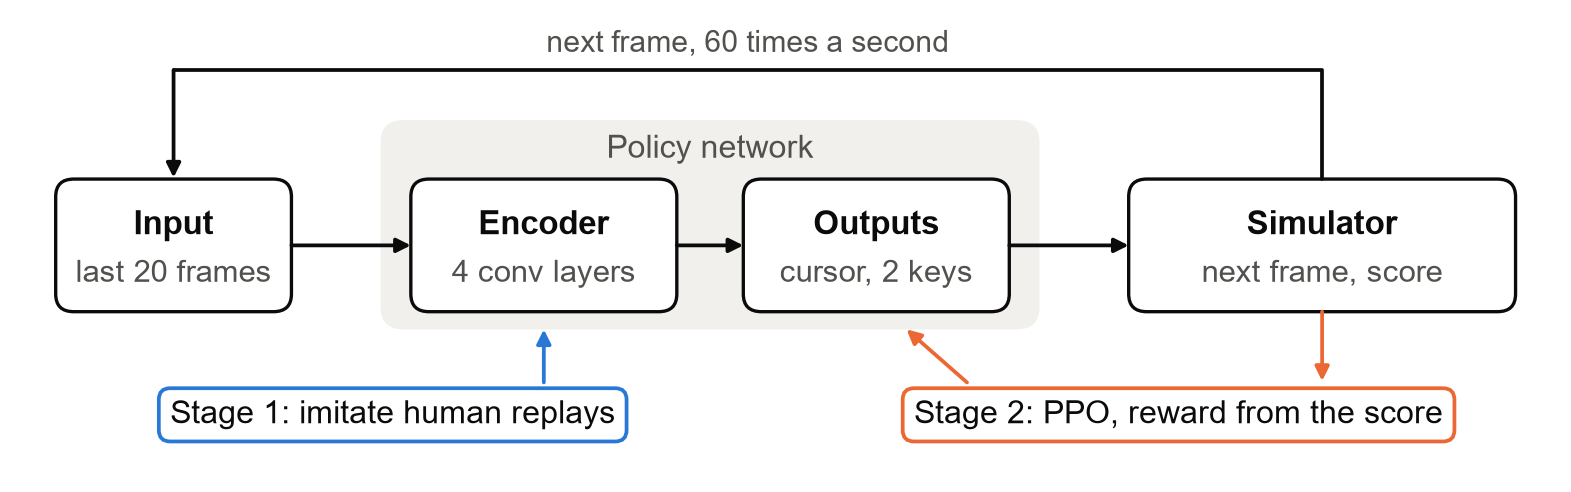 next frame, 60 times a second
Policy network
Input
last 20 frames
Encoder
4 conv layers
Outputs
cursor, 2 keys
Simulator
next frame, score
Stage 1: imitate human replays
Stage 2: PPO, reward from the score